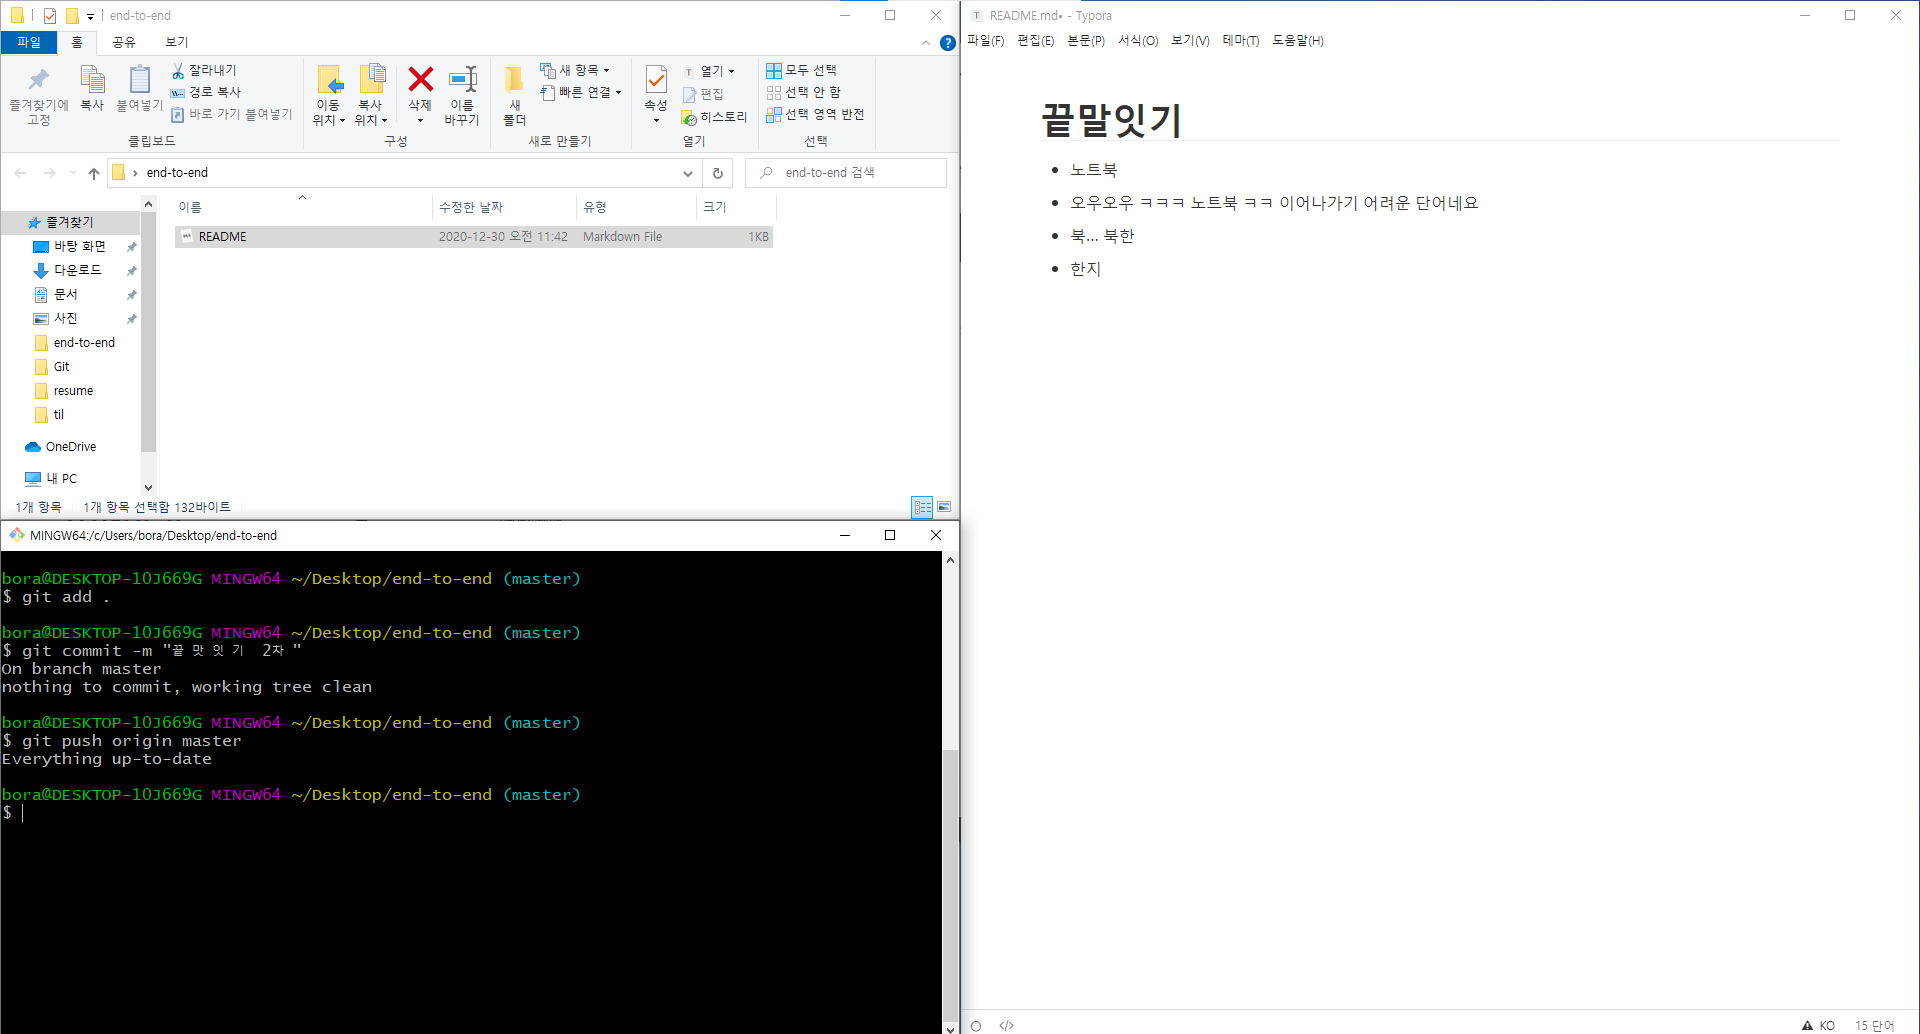 end-to-end
파일 홈 공유 보기
즐겨찾기에 고정
복사
붙여넣기
잘라내기
경로 복사
바로 가기 붙여넣기
클립보드
이동 위치
복사 위치
삭제
이름 바꾸기
구성
새 폴더
새 항목
빠른 연결
새로 만들기
속성
열기
편집
히스토리
열기
모두 선택
선택 안 함
선택 영역 반전
선택
end-to-end
end-to-end 검색
이름 수정한 날짜 유형 크기
README 2020-12-30 오전 11:42 Markdown File 1KB
즐겨찾기
바탕 화면
다운로드
문서
사진
end-to-end
Git
resume
til
OneDrive
내 PC
1개 항목 1개 항목 선택함 132바이트
MINGW64:/c/Users/bora/Desktop/end-to-end
bora@DESKTOP-1OJ669G MINGW64 ~/Desktop/end-to-end (master)
$ git add .
bora@DESKTOP-1OJ669G MINGW64 ~/Desktop/end-to-end (master)
$ git commit -m "끝맛잇기 2차"
On branch master
nothing to commit, working tree clean
bora@DESKTOP-1OJ669G MINGW64 ~/Desktop/end-to-end (master)
$ git push origin master
Everything up-to-date
bora@DESKTOP-1OJ669G MINGW64 ~/Desktop/end-to-end (master)
$
README.md• - Typora
파일(F) 편집(E) 본문(P) 서식(O) 보기(V) 테마(T) 도움말(H)
끝말잇기
• 노트북
• 오우오우 ㅋㅋㅋ 노트북 ㅋㅋ 이어나가기 어려운 단어네요
• 북... 북한
• 한지
</> KO 15 단어